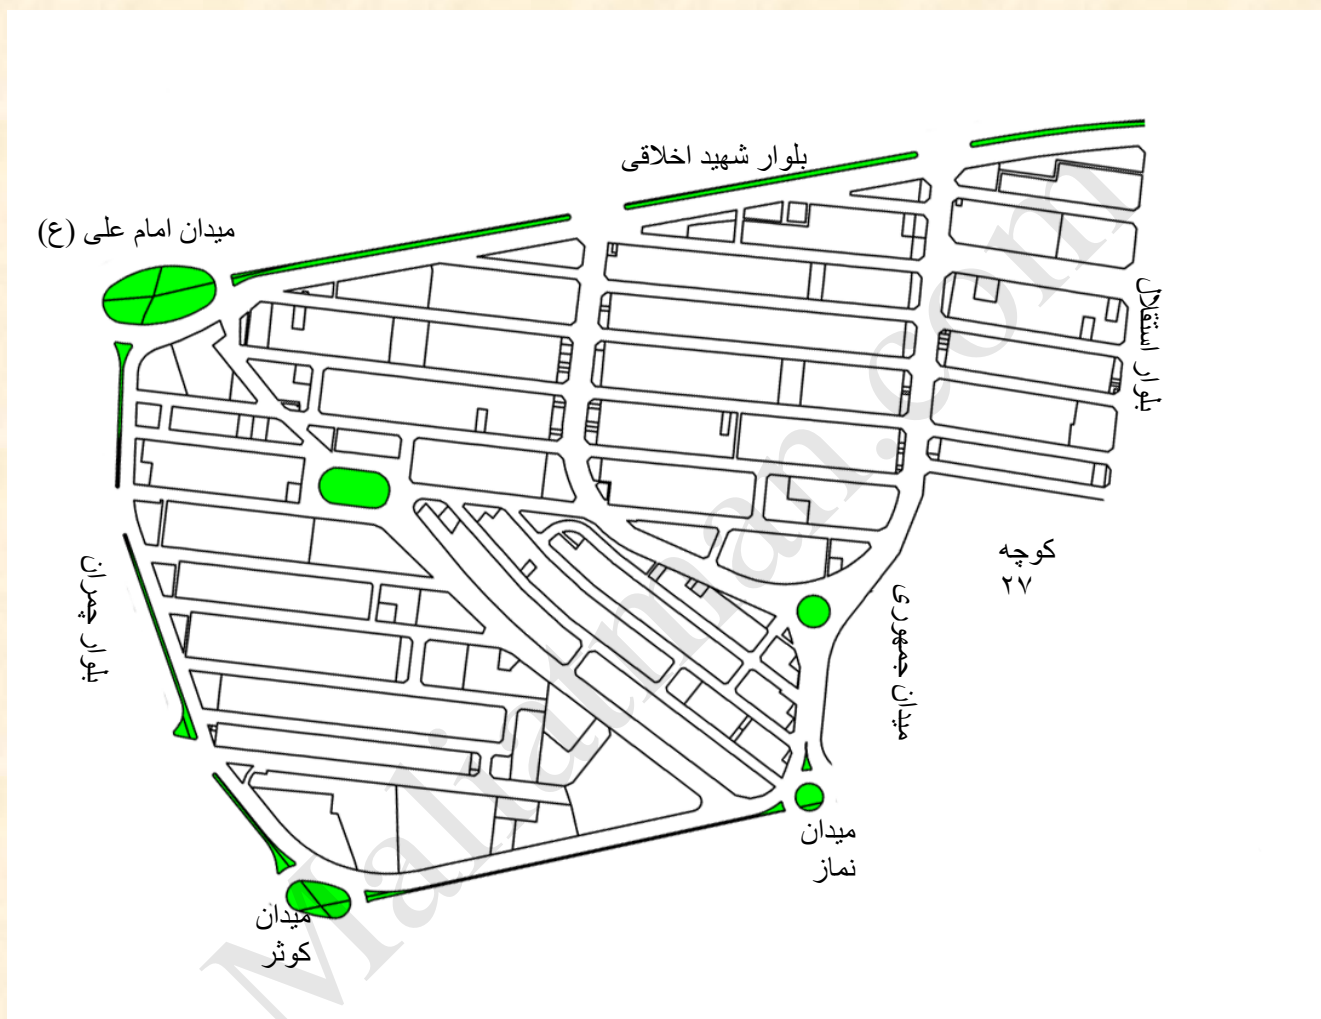 بلوار شهید اخلاقی
میدان امام علی (ع)
بلوار استقلال
کوچه
۲۷
بلوار چمران
میدان جمهوری
میدان
نماز
میدان
کوثر
Maliatman.com